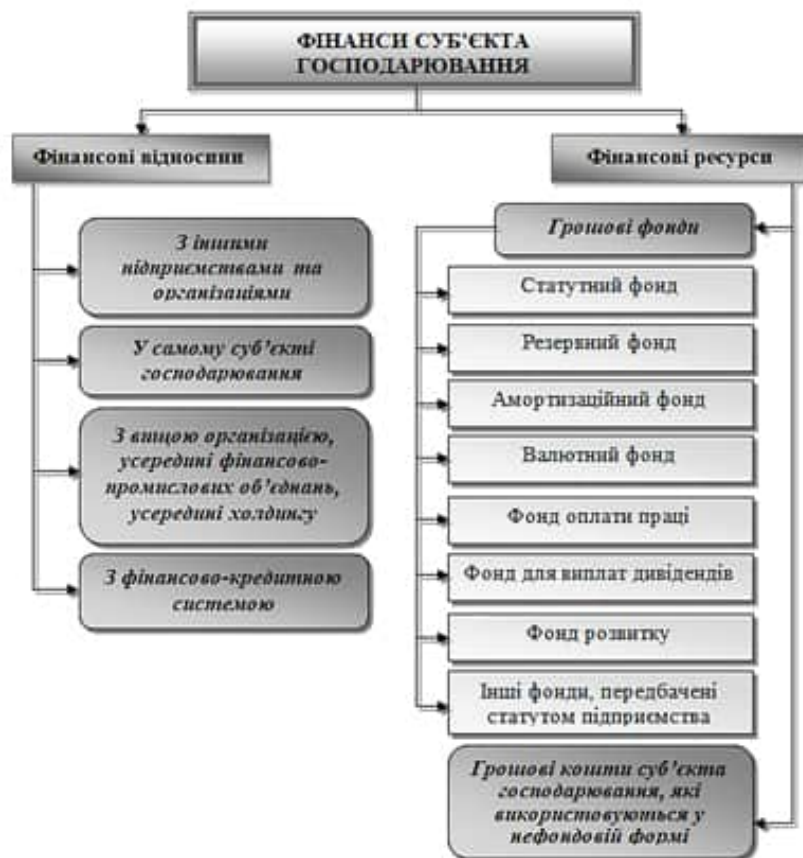 ФІНАНСИ СУБ'ЄКТА
ГОСПОДАРЮВАННЯ
Фінансові відносини
Фінансові ресурси
З іншими
підприємствами та
організаціями
У самому суб'єкті
господарювання
З вищою організацією,
усередині фінансово-
промислових об'єднань,
усередині холдингу
З фінансово-кредитною
системою
Грошові фонди
Статутний фонд
Резервний фонд
Амортизаційний фонд
Валютний фонд
Фонд оплати праці
Фонд для виплат дивідендів
Фонд розвитку
Інші фонди, передбачені
статутом підприємства
Грошові кошти суб'єкта
господарювання, які
використовуються у
нефондовій формі